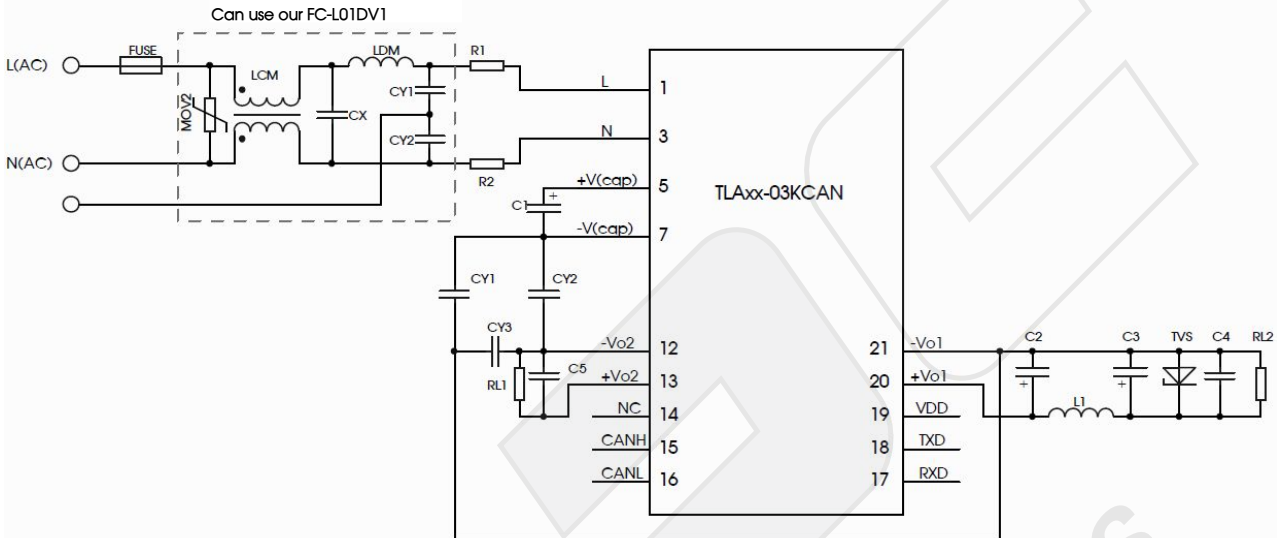 Can use our FC-L01DV1
L(AC)
FUSE
MOV2
LCM
CX
LDM
CY1
CY2
R1
L
1
N(AC)
R2
N
3
TLAxx-03KCAN
C1
+
+V(cap)
5
-V(cap)
7
CY1
CY2
CY3
-Vo2
12
RL1
C5
+Vo2
13
NC
14
CANH
15
CANL
16
21
-Vo1
20
+Vo1
19
VDD
18
TXD
17
RXD
C2
+
L1
C3
+
TVS
C4
RL2
s